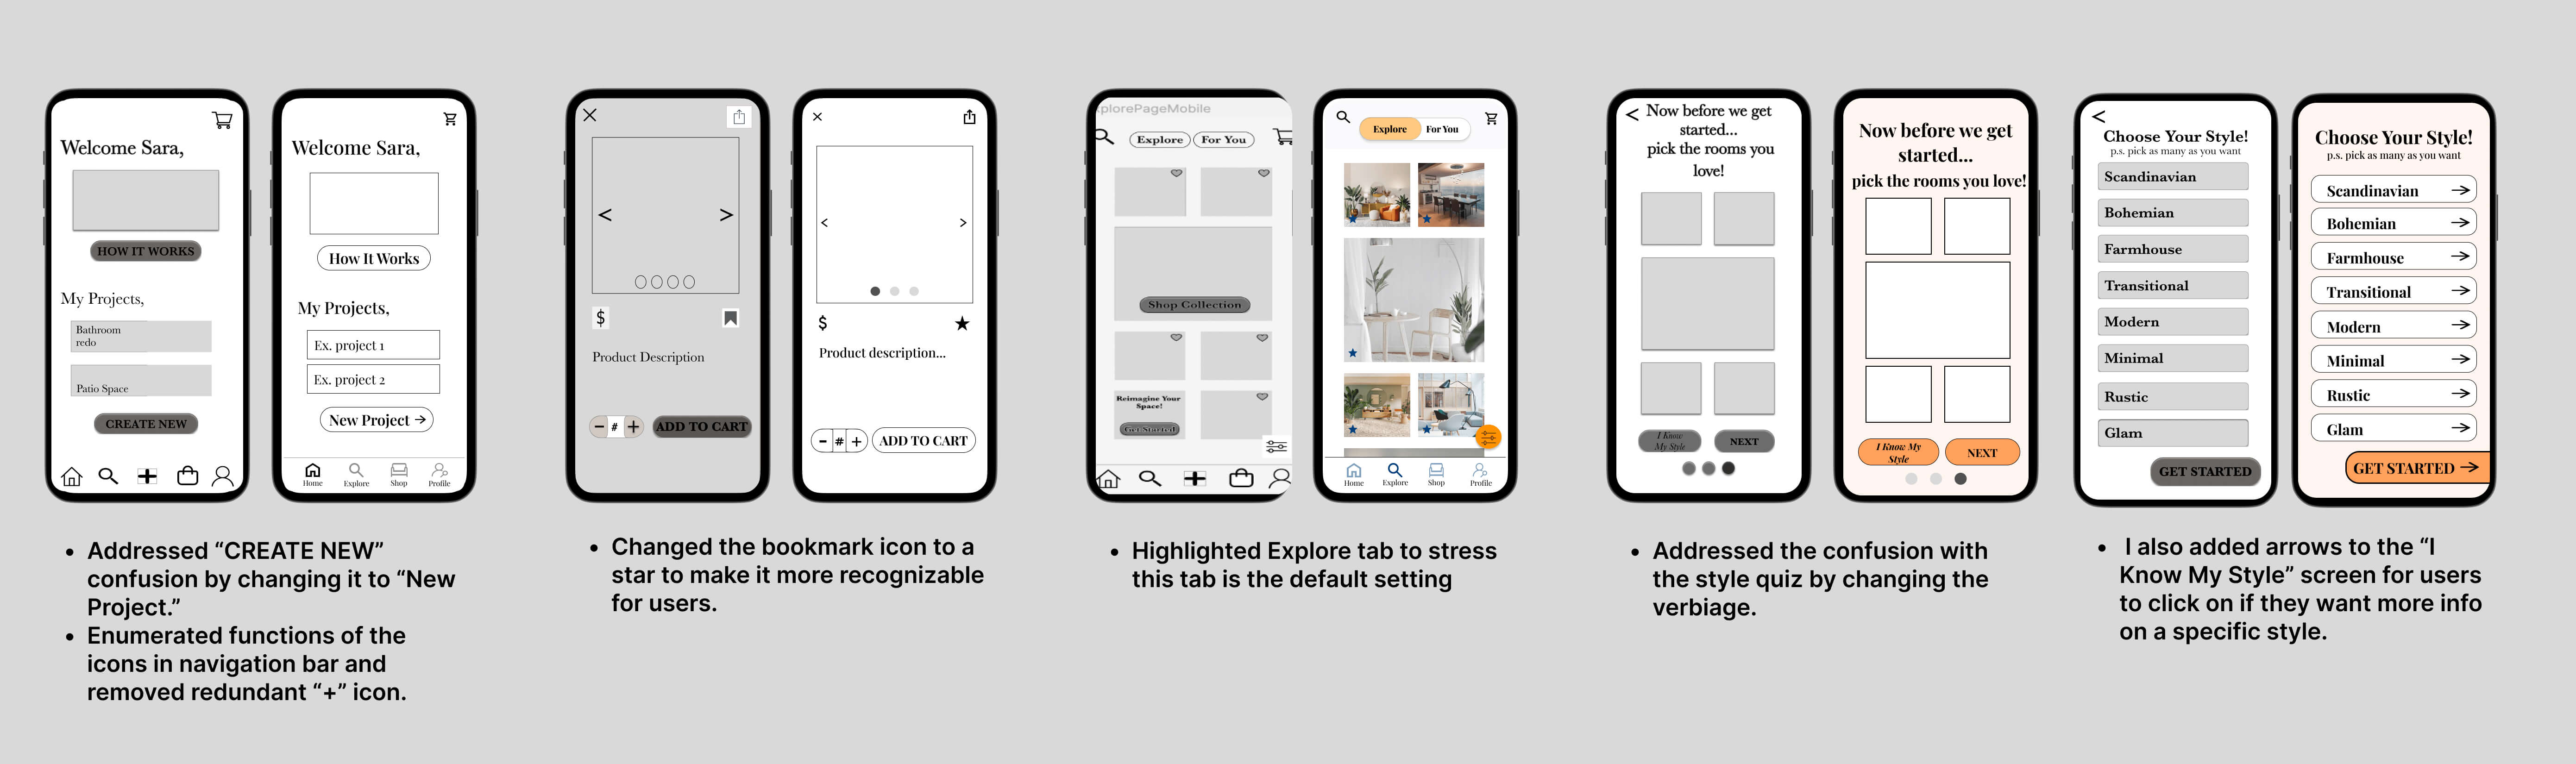 Welcome Sara,
HOW IT WORKS
My Projects,
Bathroom
redo
Patio Space
CREATE NEW
Welcome Sara,
How It Works
My Projects,
Ex. project 1
Ex. project 2
New Project →
Home Explore Shop Profile
• Addressed “CREATE NEW”
confusion by changing it to “New
Project.”
• Enumerated functions of the
icons in navigation bar and
removed redundant “+” icon.
$
Product Description
− # +
ADD TO CART
$
Product description...
- # +
ADD TO CART
• Changed the bookmark icon to a
star to make it more recognizable
for users.
plorePageMobile
Explore For You
Shop Collection
Reimagine Your
Space!
Get Started
Explore For You
Home Explore Shop Profile
• Highlighted Explore tab to stress
this tab is the default setting
Now before we get
started...
pick the rooms you
love!
I Know
My Style
NEXT
Now before we get
started...
pick the rooms you love!
I Know My
Style
NEXT
• Addressed the confusion with
the style quiz by changing the
verbiage.
Choose Your Style!
p.s. pick as many as you want
Scandinavian
Bohemian
Farmhouse
Transitional
Modern
Minimal
Rustic
Glam
GET STARTED
Choose Your Style!
p.s. pick as many as you want
Scandinavian →
Bohemian →
Farmhouse →
Transitional →
Modern →
Minimal →
Rustic →
Glam →
GET STARTED →
• I also added arrows to the “I
Know My Style” screen for users
to click on if they want more info
on a specific style.